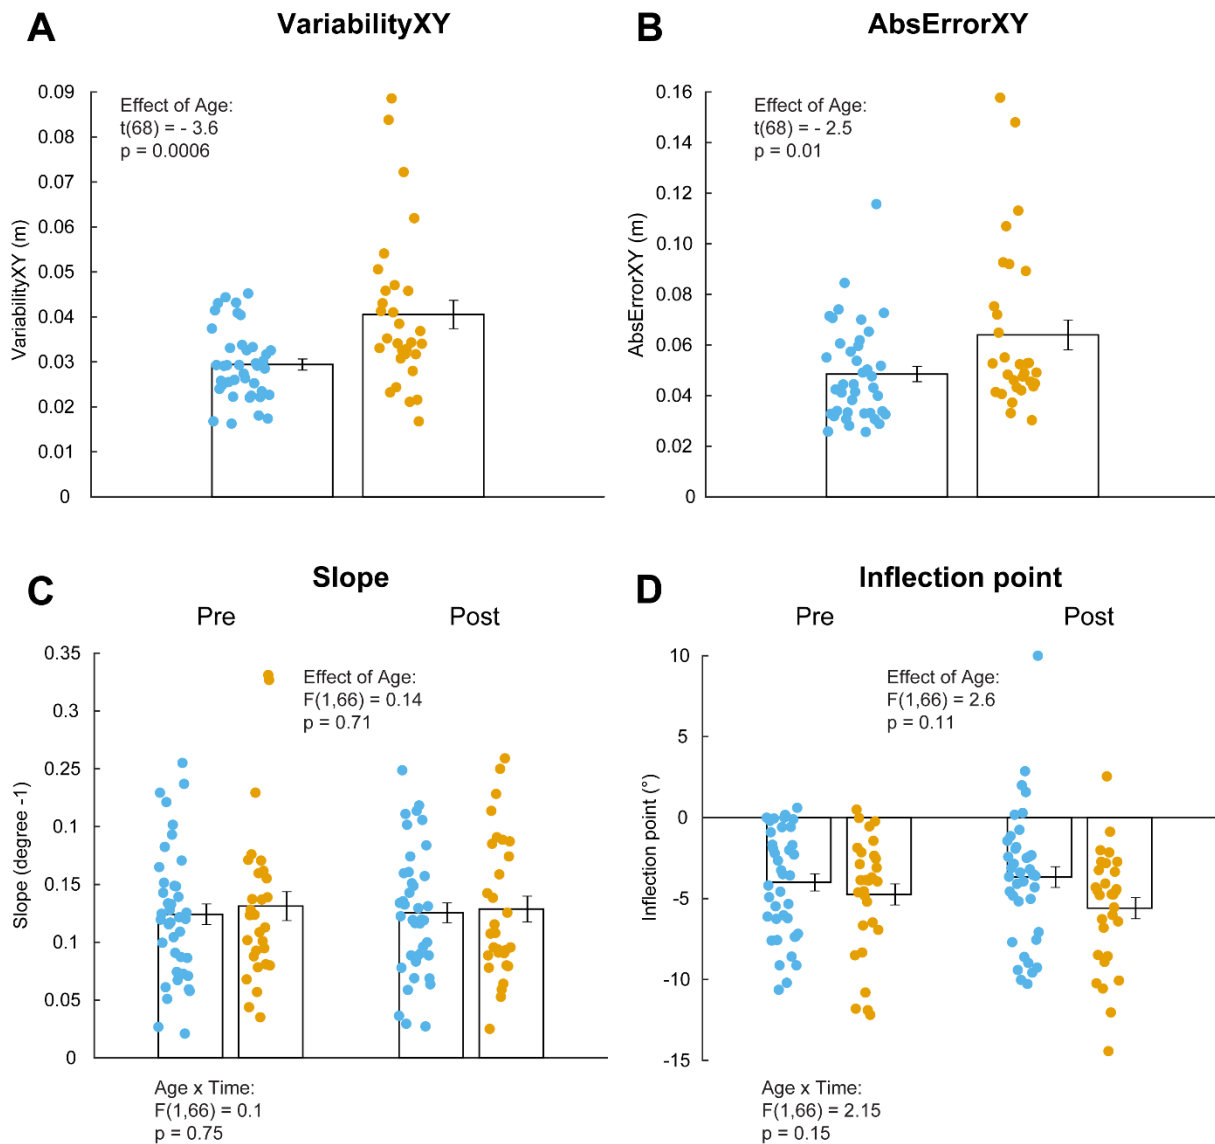 A
VariabilityXY
0.09
0.08
0.07
0.06
0.05
0.04
0.03
0.02
0.01
0
VariabilityXY (m)
Effect of Age:
t(68) = - 3.6
p = 0.0006
B
AbsErrorXY
0.16
0.14
0.12
0.10
0.08
0.06
0.04
0.02
0
AbsErrorXY (m)
Effect of Age:
t(68) = - 2.5
p = 0.01
C
Slope
Pre
Post
0.35
0.3
0.25
0.1
0.15
0.1
0.05
0
Slope (degree -1)
Effect of Age:
F(1,66) = 0.14
p = 0.71
Age x Time:
F(1,66) = 0.1
p = 0.75
D
Inflection point
Pre
Post
10
5
0
-5
-10
-15
Inflection point (°)
Effect of Age:
F(1,66) = 2.6
p = 0.11
Age x Time:
F(1,66) = 2.15
p = 0.15